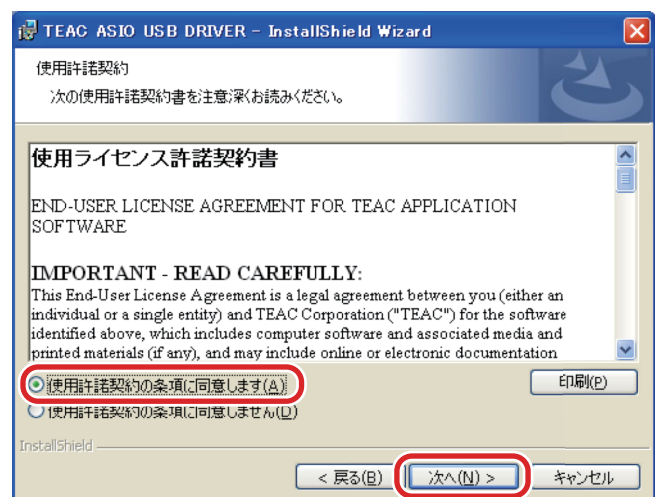 TEAC ASIO USB DRIVER - InstallShield Wizard
使用許諾契約
次の使用許諾契約書を注意深くお読みください。
使用ライセンス許諾契約書
END-USER LICENSE AGREEMENT FOR TEAC APPLICATION
SOFTWARE
IMPORTANT - READ CAREFULLY:
This End-User License Agreement is a legal agreement between you (either an
individual or a single entity) and TEAC Corporation ("TEAC") for the software
identified above, which includes computer software and associated media and
printed materials (if any), and may include online or electronic documentation
使用許諾契約の条項に同意します(A)
印刷(P)
使用許諾契約の条項に同意しません(D)
InstallShield
< 戻る(B)
次へ(N) >
キャンセル